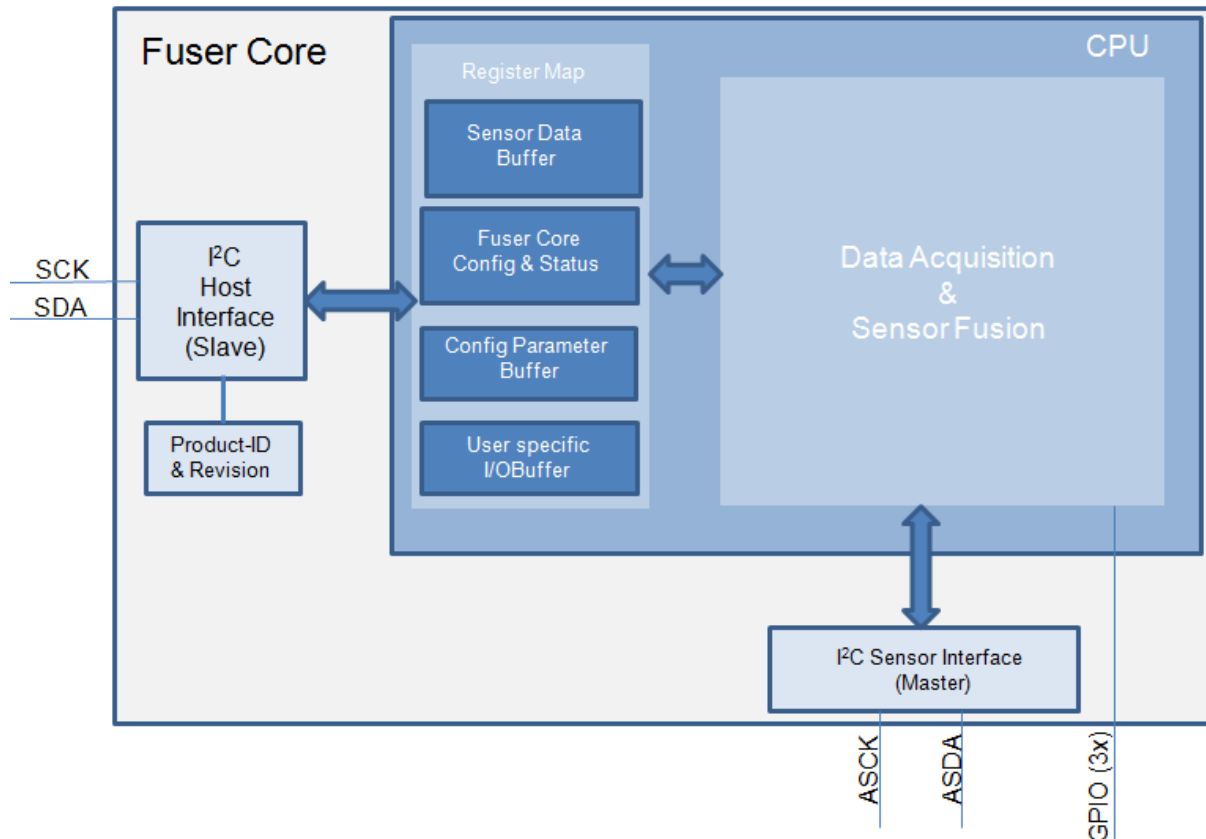 Fuser Core
CPU
Register Map
Sensor Data
Buffer
Fuser Core
Config & Status
Config Parameter
Buffer
User specific
I/OBuffer
Data Acquisition
&
Sensor Fusion
I²C
Host
Interface
(Slave)
SCK
SDA
Product-ID
& Revision
I²C Sensor Interface
(Master)
ASCK
ASDA
GPIO (3x)